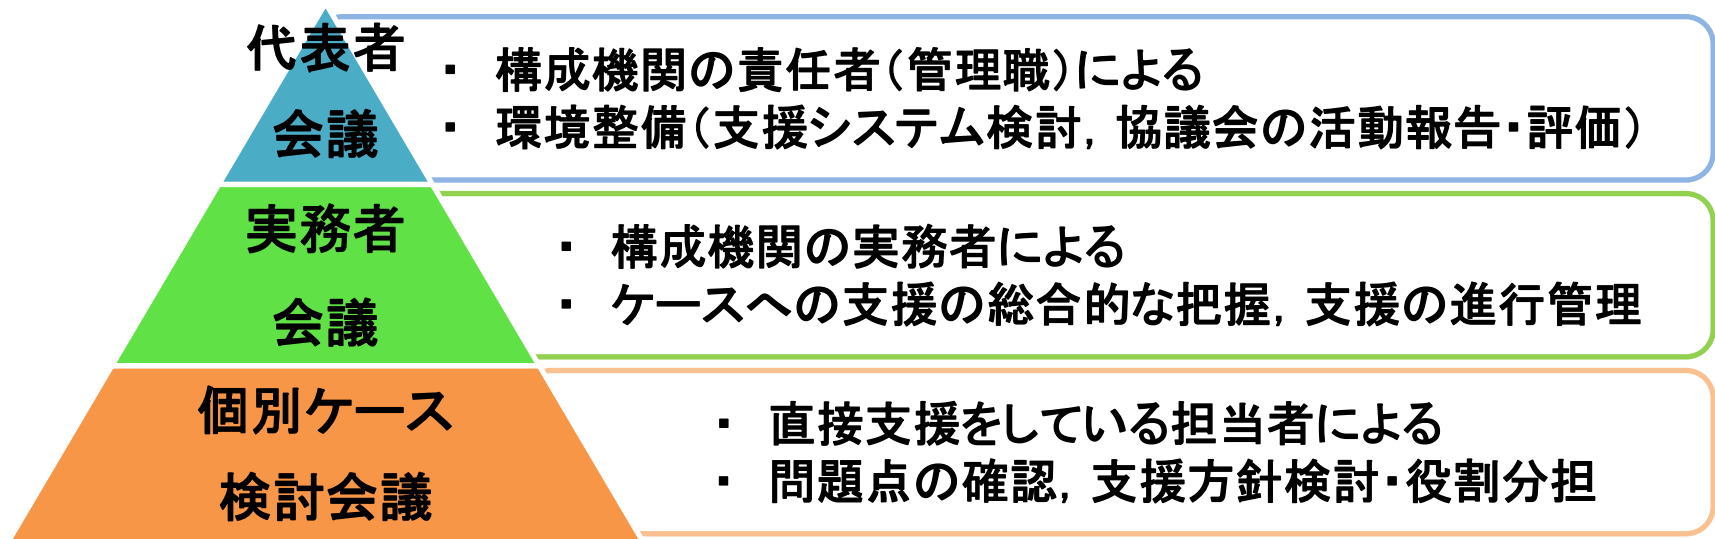 代表者
会議
・ 構成機関の責任者（管理職）による
・ 環境整備（支援システム検討，協議会の活動報告・評価）
実務者
会議
・ 構成機関の実務者による
・ ケースへの支援の総合的な把握，支援の進行管理
個別ケース
検討会議
・ 直接支援をしている担当者による
・ 問題点の確認，支援方針検討・役割分担